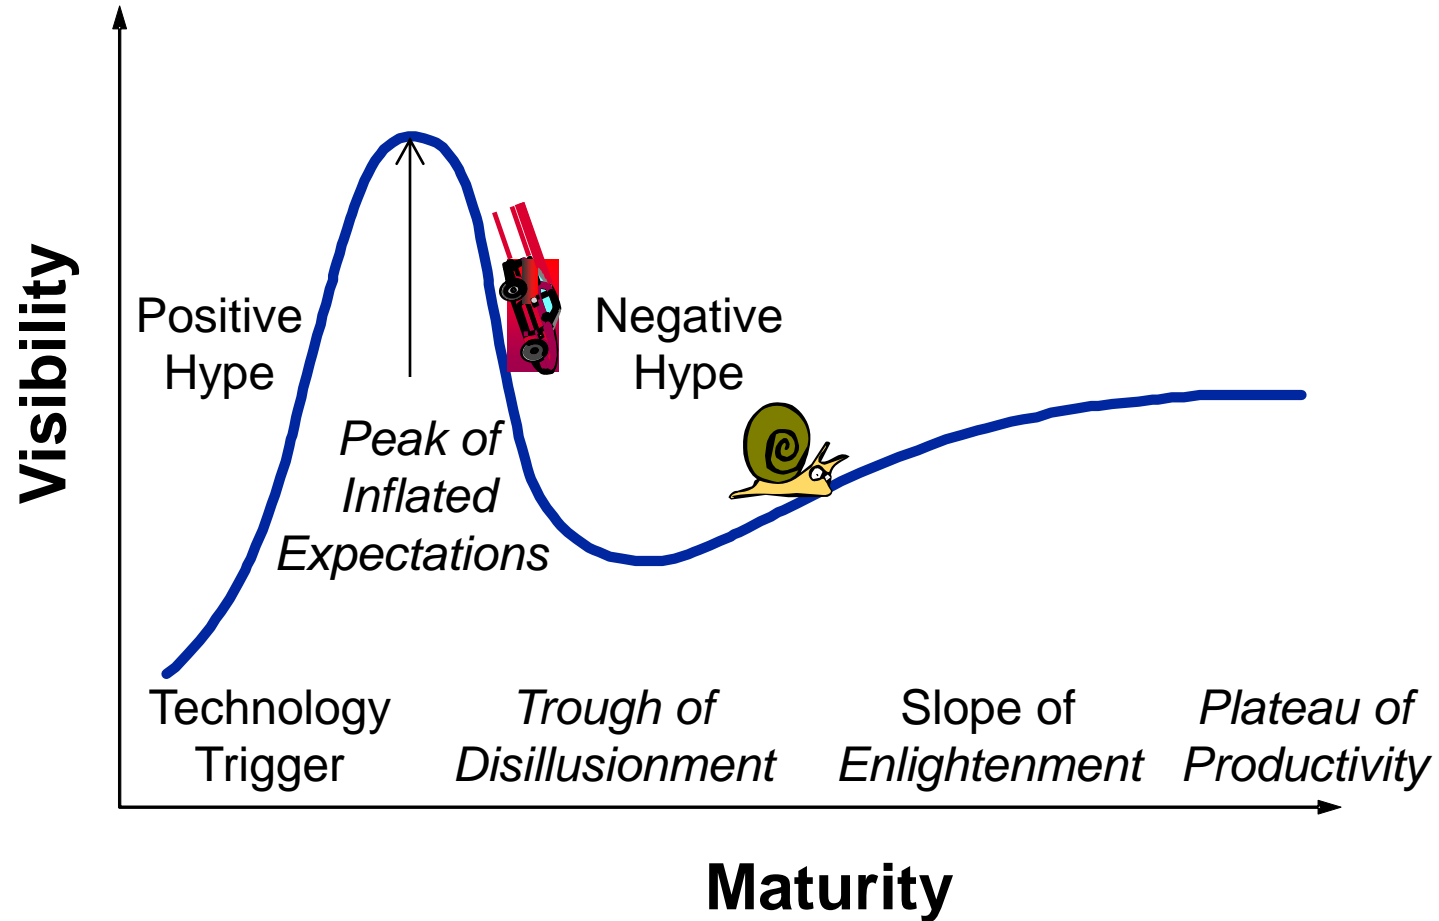 Visibility
Positive
Hype
Peak of
Inflated
Expectations
Negative
Hype
Technology
Trigger
Trough of
Disillusionment
Slope of
Enlightenment
Plateau of
Productivity
Maturity